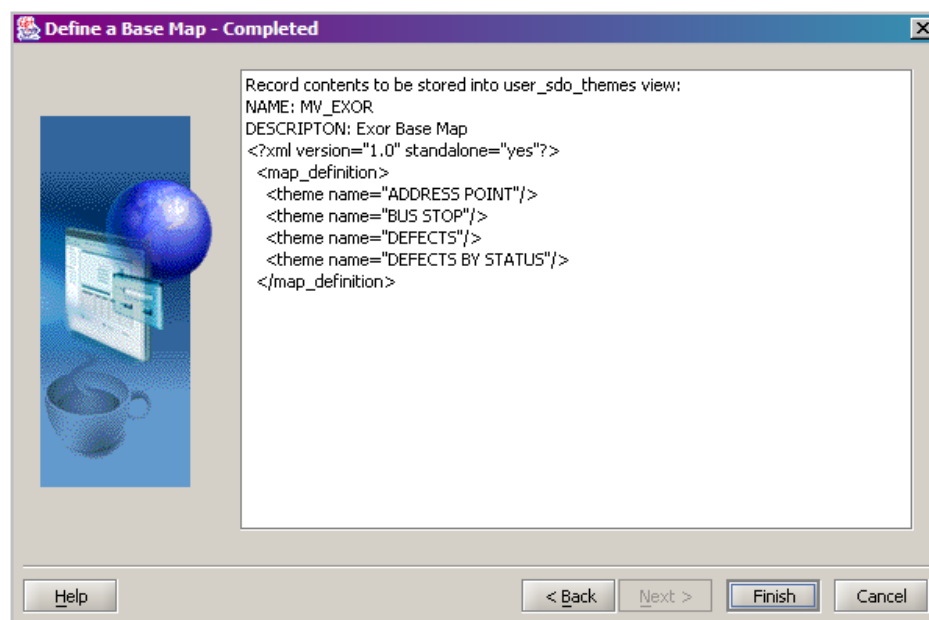 Define a Base Map - Completed
Record contents to be stored into user_sdo_themes view:
NAME: MV_EXOR
DESCRIPTON: Exor Base Map
<?xml version="1.0" standalone="yes"?>
<map_definition>
<theme name="ADDRESS POINT"/>
<theme name="BUS STOP"/>
<theme name="DEFECTS"/>
<theme name="DEFECTS BY STATUS"/>
</map_definition>
Help
< Back
Next >
Finish
Cancel